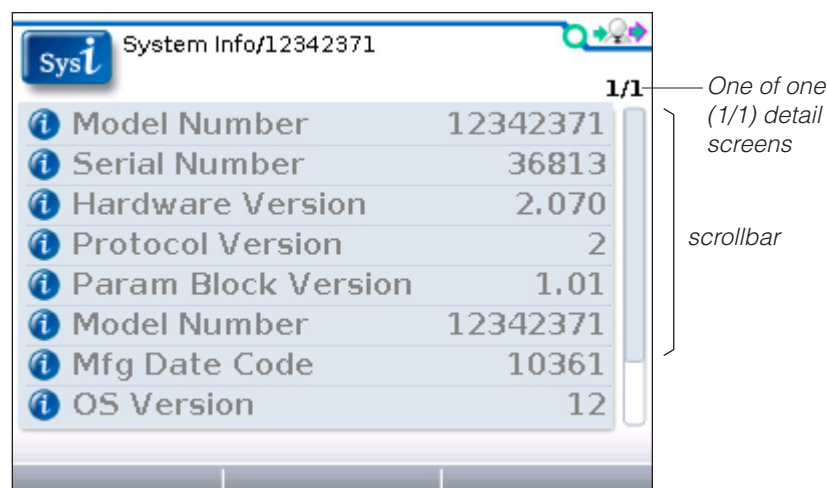 Sysi
System Info/12342371
1/1
One of one
(1/1) detail
screens
Model Number 12342371
Serial Number 36813
Hardware Version 2.070
Protocol Version 2
Param Block Version 1.01
Model Number 12342371
Mfg Date Code 10361
OS Version 12
scrollbar